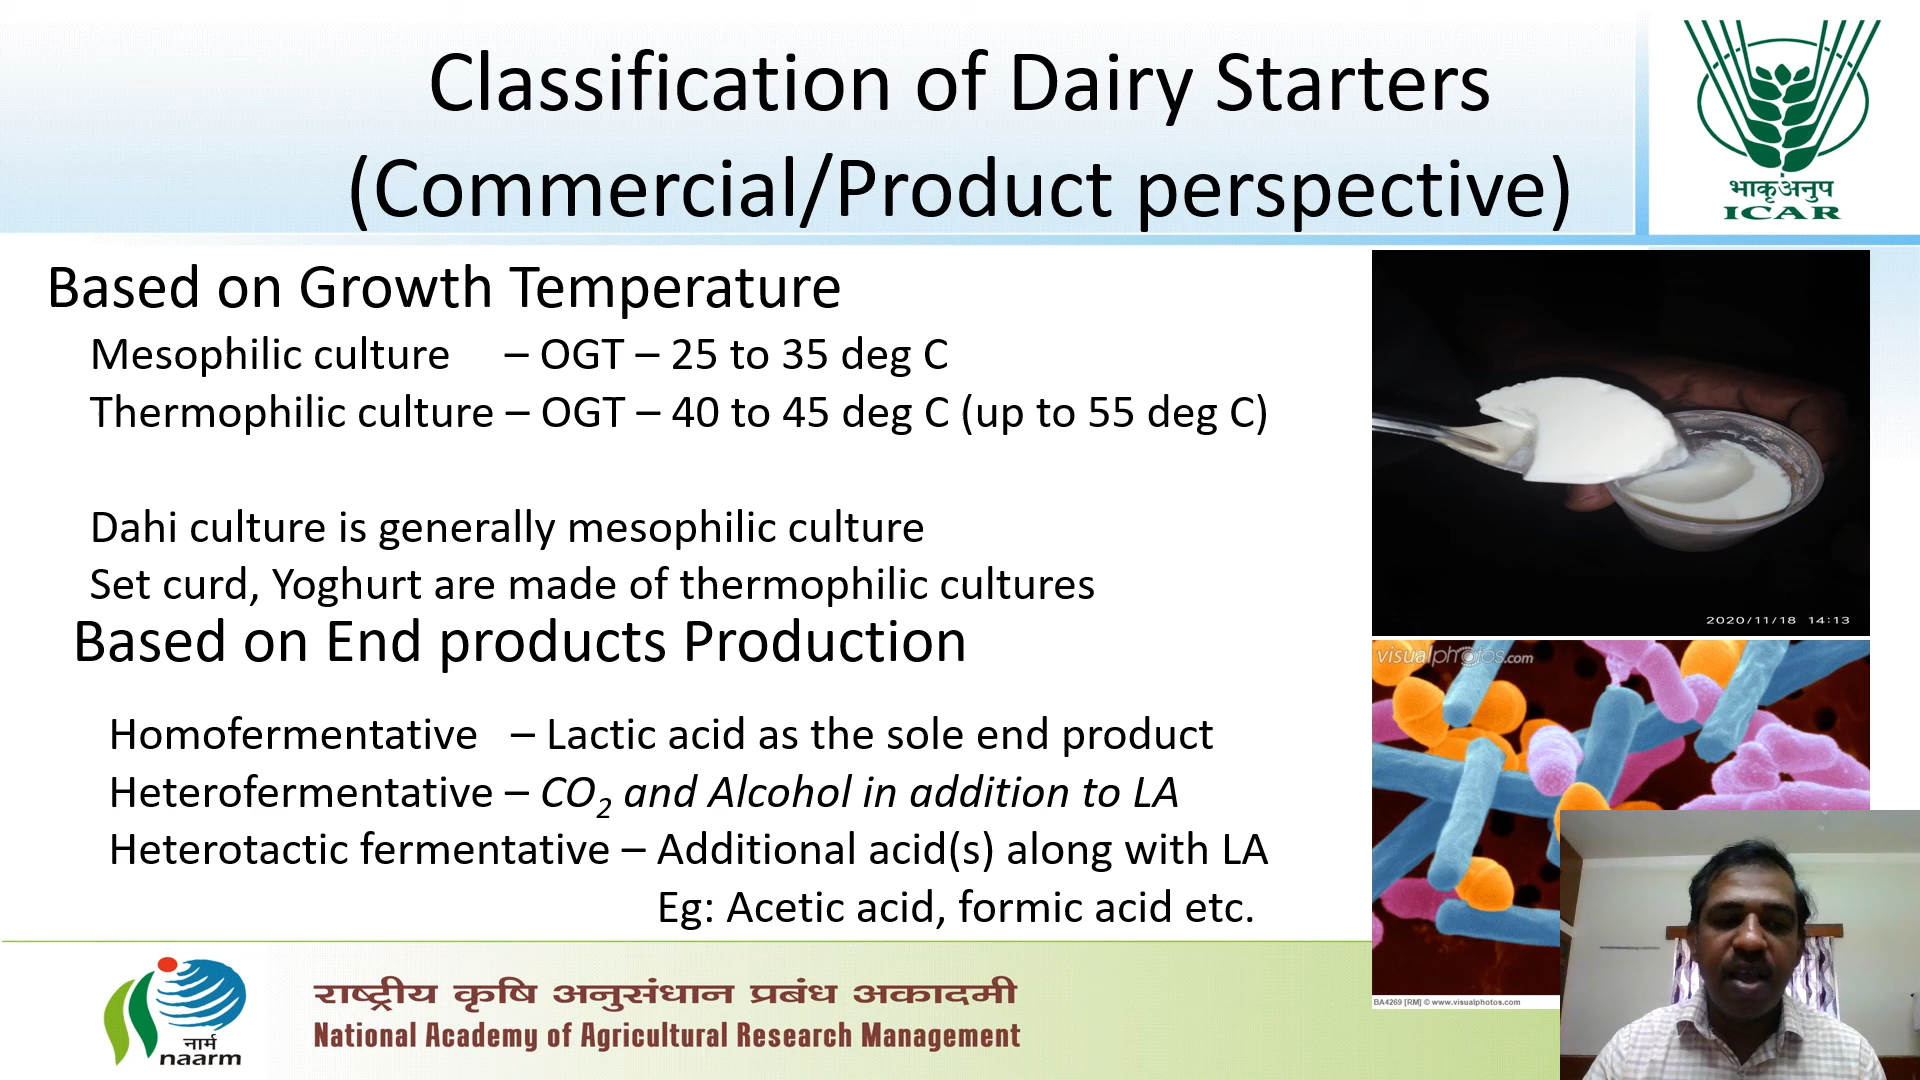 Classification of Dairy Starters
(Commercial/Product perspective)
भाकृअनुप
ICAR
Based on Growth Temperature
Mesophilic culture – OGT – 25 to 35 deg C
Thermophilic culture – OGT – 40 to 45 deg C (up to 55 deg C)
Dahi culture is generally mesophilic culture
Set curd, Yoghurt are made of thermophilic cultures
2020/11/18 14:13
Based on End products Production
visualphotos.com
Homofermentative – Lactic acid as the sole end product
Heterofermentative – CO₂ and Alcohol in addition to LA
Heterotactic fermentative – Additional acid(s) along with LA
Eg: Acetic acid, formic acid etc.
BA4269 [RM] © www.visualphotos.com
नार्म
naarm
राष्ट्रीय कृषि अनुसंधान प्रबंध अकादमी
National Academy of Agricultural Research Management